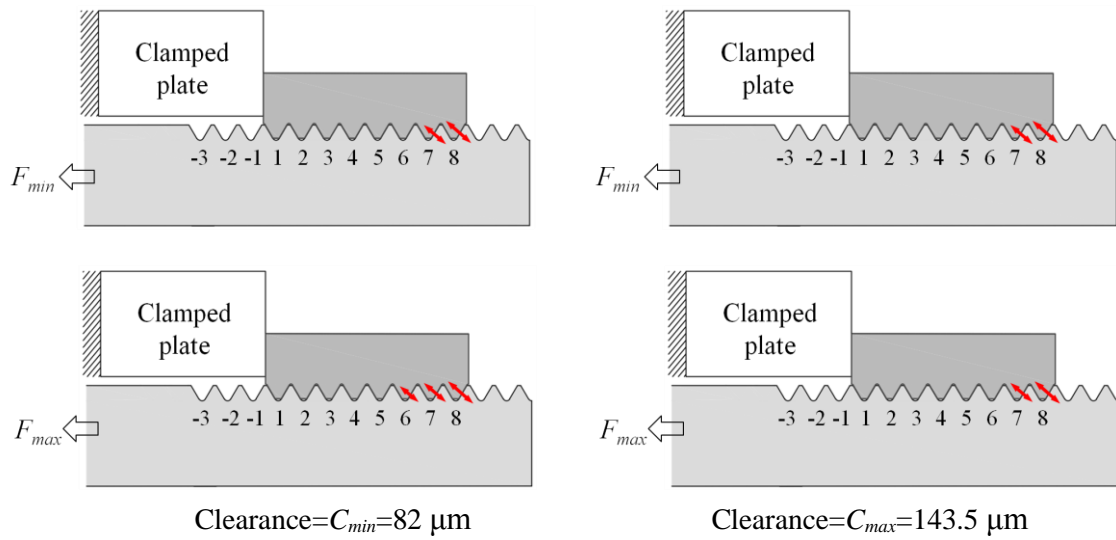 Clamped
plate
-3 -2 -1 1 2 3 4 5 6 7 8
F_min
Clamped
plate
-3 -2 -1 1 2 3 4 5 6 7 8
F_min
Clamped
plate
-3 -2 -1 1 2 3 4 5 6 7 8
F_max
Clamped
plate
-3 -2 -1 1 2 3 4 5 6 7 8
F_max
Clearance=C_min=82 μm
Clearance=C_max=143.5 μm